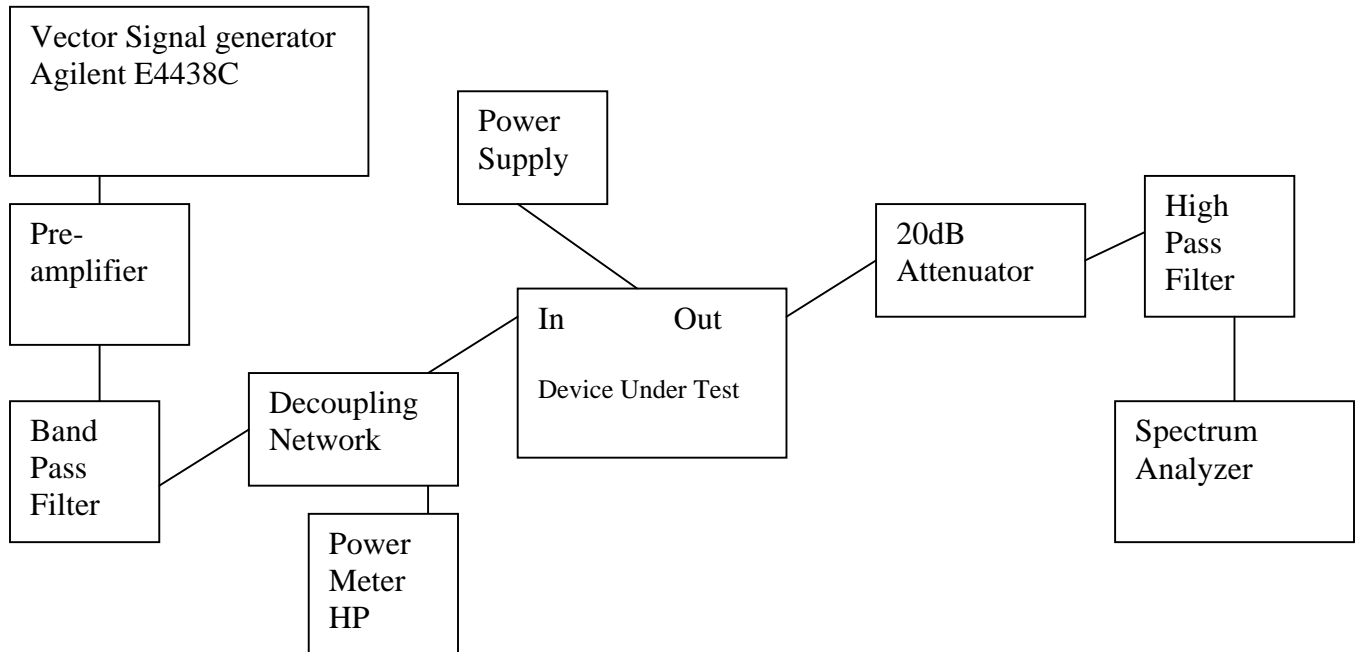 Vector Signal generator
Agilent E4438C
Power
Supply
Pre-
amplifier
High
Pass
Filter
20dB
Attenuator
In Out
Device Under Test
Decoupling
Network
Band
Pass
Filter
Spectrum
Analyzer
Power
Meter
HP